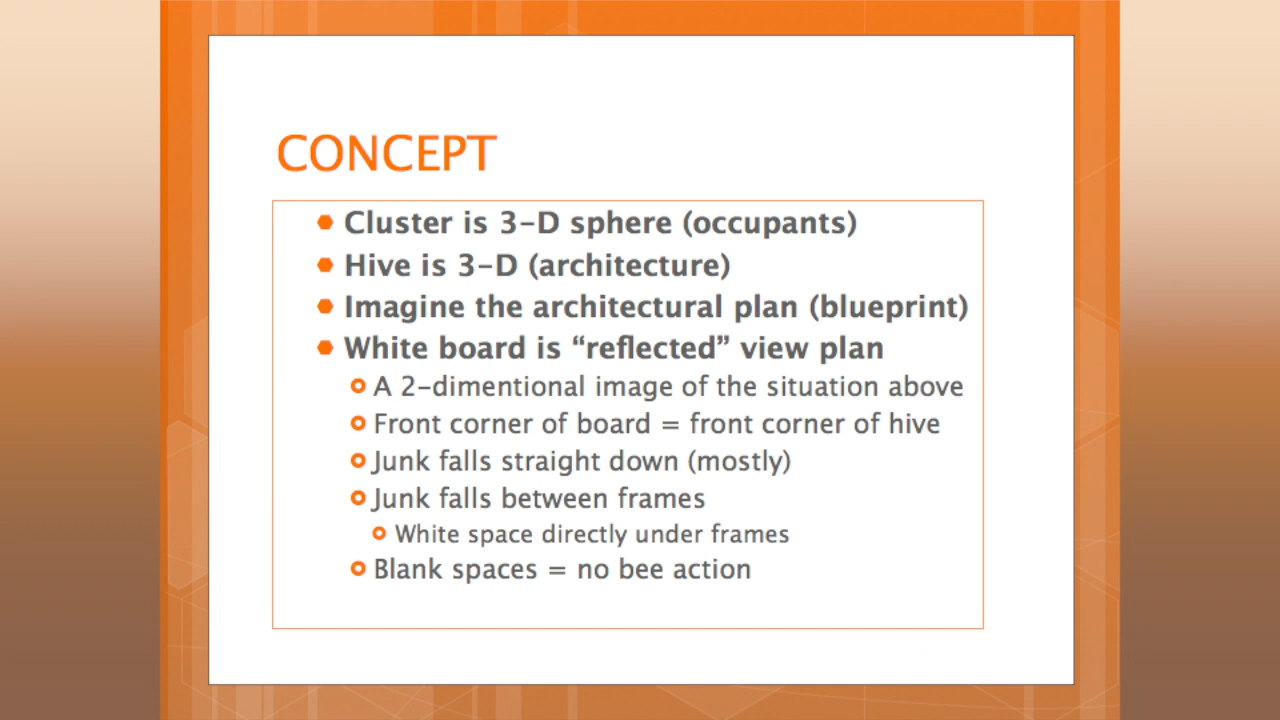 CONCEPT
Cluster is 3-D sphere (occupants)
Hive is 3-D (architecture)
Imagine the architectural plan (blueprint)
White board is “reflected” view plan
A 2-dimentional image of the situation above
Front corner of board = front corner of hive
Junk falls straight down (mostly)
Junk falls between frames
White space directly under frames
Blank spaces = no bee action